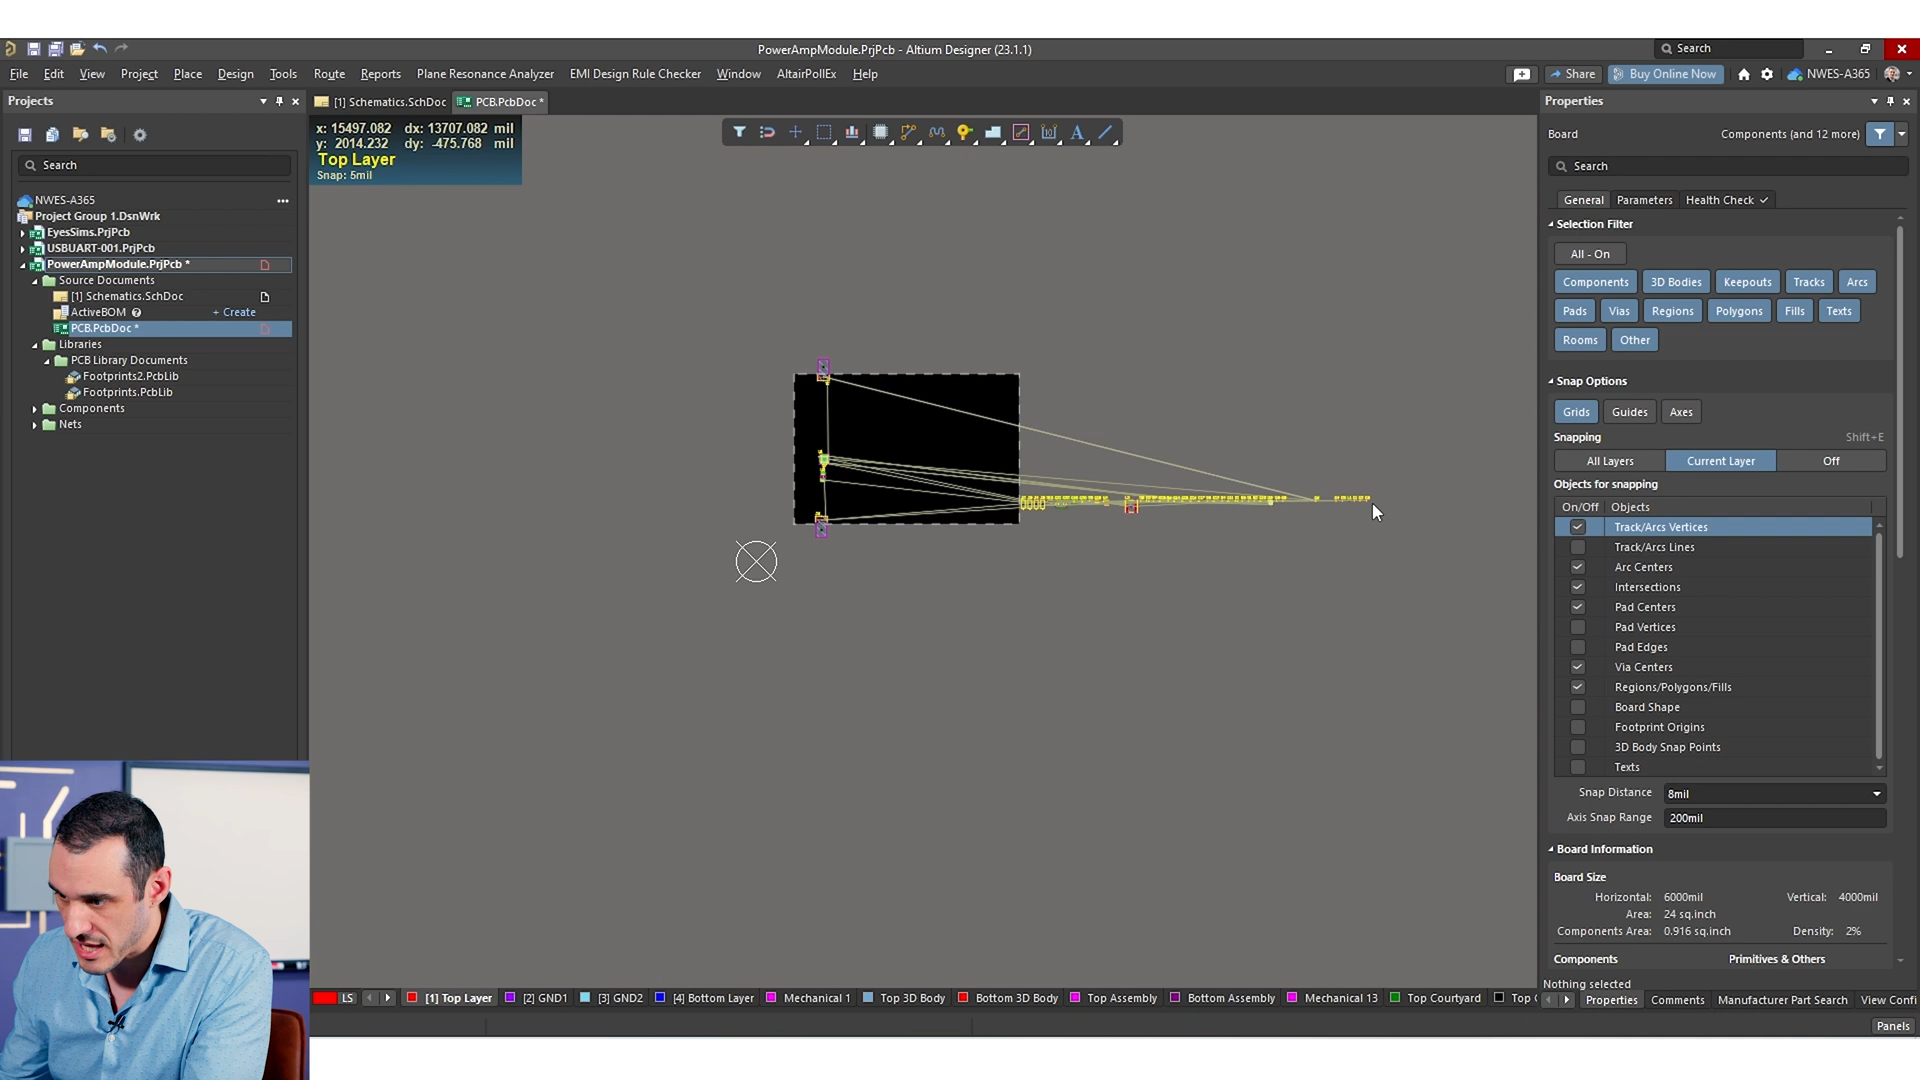 PowerAmpModule.PrjPcb - Altium Designer (23.1.1)
Search
File Edit View Project Place Design Tools Route Reports Plane Resonance Analyzer EMI Design Rule Checker Window AltairPollEx Help
Share Buy Online Now NWES-A365
Projects
[1] Schematics.SchDoc PCB.PcbDoc *
Properties
x: 15497.082 dx: 13707.082 mil
y: 2014.232 dy: -475.768 mil
Top Layer
Snap: 5mil
Board Components (and 12 more)
Search
Search
NWES-A365
Project Group 1.DsnWrk
EyesSims.PrjPcb
USBUART-001.PrjPcb
PowerAmpModule.PrjPcb *
Source Documents
[1] Schematics.SchDoc
ActiveBOM + Create
PCB.PcbDoc *
Libraries
PCB Library Documents
Footprints2.PcbLib
Footprints.PcbLib
Components
Nets
General Parameters Health Check
Selection Filter
All - On
Components 3D Bodies Keepouts Tracks Arcs
Pads Vias Regions Polygons Fills Texts
Rooms Other
Snap Options
Grids Guides Axes
Snapping Shift+E
All Layers Current Layer Off
Objects for snapping
On/Off Objects
Track/Arcs Vertices
Track/Arcs Lines
Arc Centers
Intersections
Pad Centers
Pad Vertices
Pad Edges
Via Centers
Regions/Polygons/Fills
Board Shape
Footprint Origins
3D Body Snap Points
Texts
Snap Distance 8mil
Axis Snap Range 200mil
Board Information
Board Size
Horizontal: 6000mil Vertical: 4000mil
Area: 24 sq.inch
Components Area: 0.916 sq.inch Density: 2%
Components Primitives & Others
Nothing selected
LS [1] Top Layer [2] GND1 [3] GND2 [4] Bottom Layer Mechanical 1 Top 3D Body Bottom 3D Body Top Assembly Bottom Assembly Mechanical 13 Top Courtyard Top
Properties Comments Manufacturer Part Search View Confi
Panels